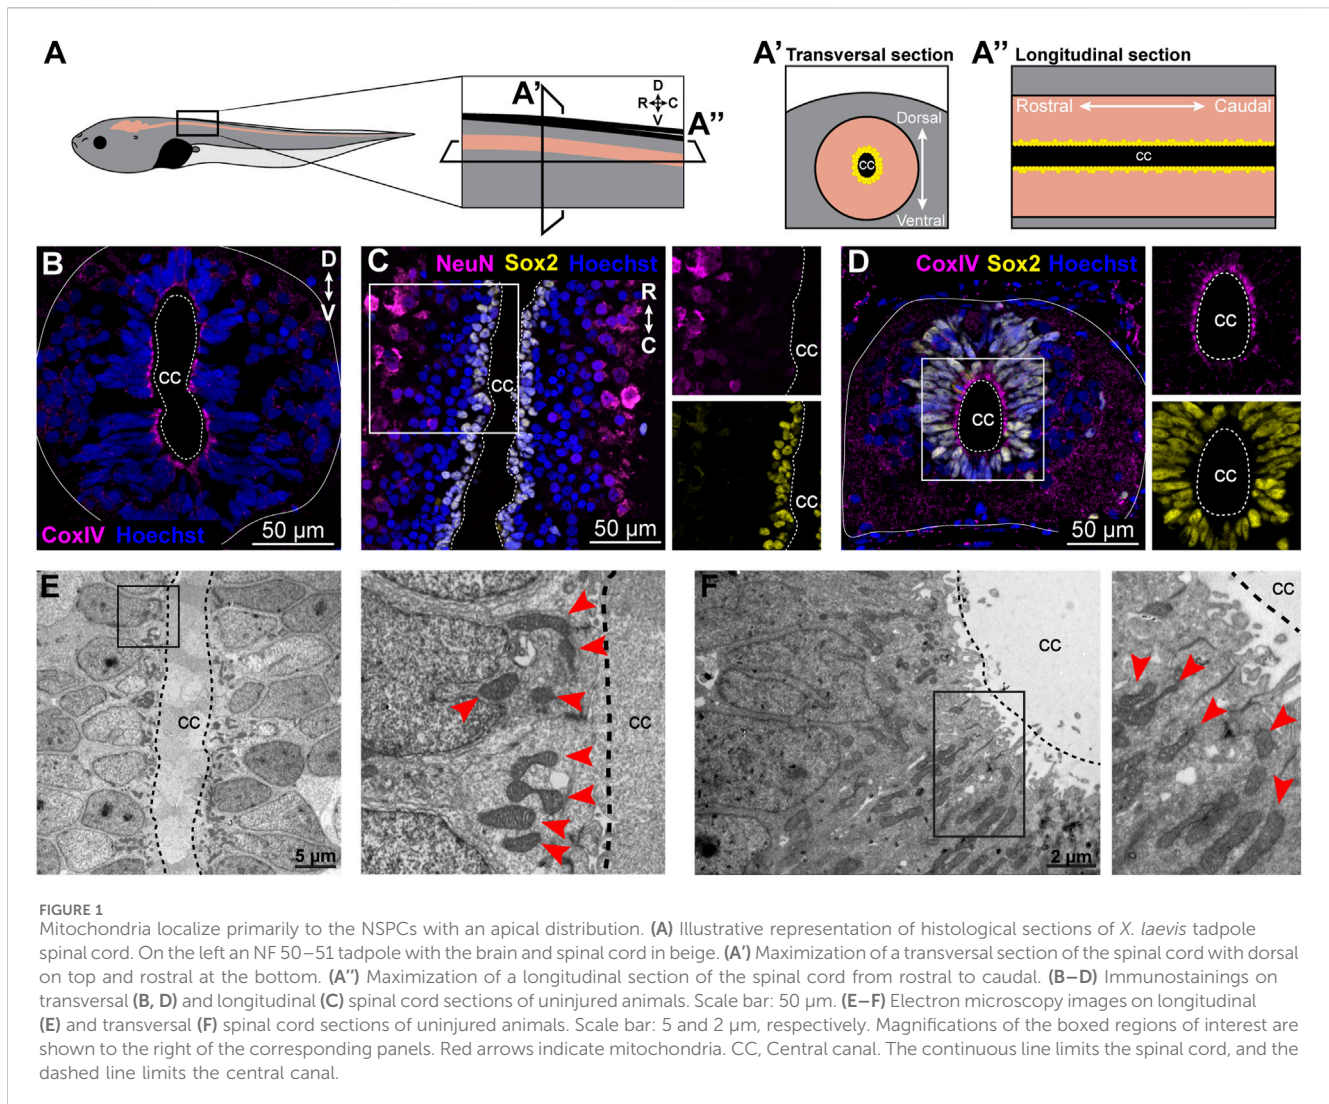 A
A'
D
R C
V
A''
A' Transversal section
Dorsal
CC
Ventral
A'' Longitudinal section
Rostral Caudal
CC
B
D
V
CC
CoxIV Hoechst
50 µm
C
NeuN Sox2 Hoechst
R
C
CC
50 µm
CC
CC
D
CoxIV Sox2 Hoechst
CC
50 µm
CC
CC
E
CC
5 µm
CC
F
CC
2 µm
CC
FIGURE 1
Mitochondria localize primarily to the NSPCs with an apical distribution. (A) Illustrative representation of histological sections of X. laevis tadpole
spinal cord. On the left an NF 50–51 tadpole with the brain and spinal cord in beige. (A') Maximization of a transversal section of the spinal cord with dorsal
on top and rostral at the bottom. (A'') Maximization of a longitudinal section of the spinal cord from rostral to caudal. (B–D) Immunostainings on
transversal (B, D) and longitudinal (C) spinal cord sections of uninjured animals. Scale bar: 50 µm. (E–F) Electron microscopy images on longitudinal
(E) and transversal (F) spinal cord sections of uninjured animals. Scale bar: 5 and 2 µm, respectively. Magnifications of the boxed regions of interest are
shown to the right of the corresponding panels. Red arrows indicate mitochondria. CC, Central canal. The continuous line limits the spinal cord, and the
dashed line limits the central canal.